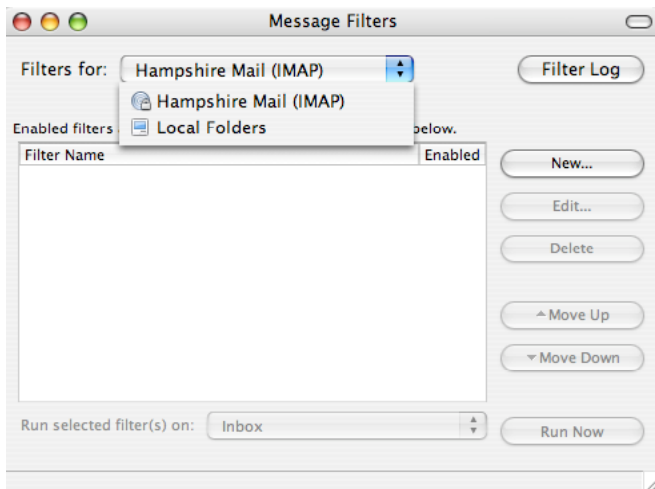 Message Filters
Filters for: Hampshire Mail (IMAP) Filter Log
Hampshire Mail (IMAP)
Local Folders
Enabled filters below.
Filter Name Enabled
New...
Edit...
Delete
Move Up
Move Down
Run selected filter(s) on: Inbox Run Now